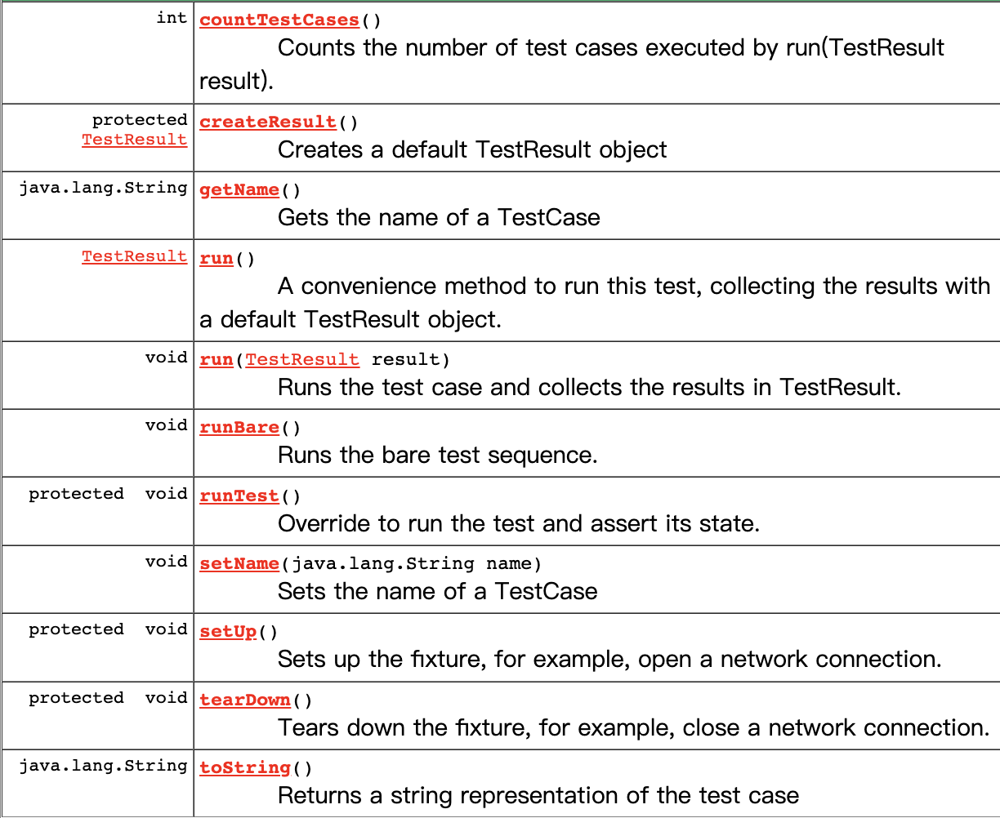 int countTestCases()
Counts the number of test cases executed by run(TestResult
result).
protected createResult()
TestResult
Creates a default TestResult object
java.lang.String getName()
Gets the name of a TestCase
TestResult run()
A convenience method to run this test, collecting the results with
a default TestResult object.
void run(TestResult result)
Runs the test case and collects the results in TestResult.
void runBare()
Runs the bare test sequence.
protected void runTest()
Override to run the test and assert its state.
void setName(java.lang.String name)
Sets the name of a TestCase
protected void setUp()
Sets up the fixture, for example, open a network connection.
protected void tearDown()
Tears down the fixture, for example, close a network connection.
java.lang.String toString()
Returns a string representation of the test case